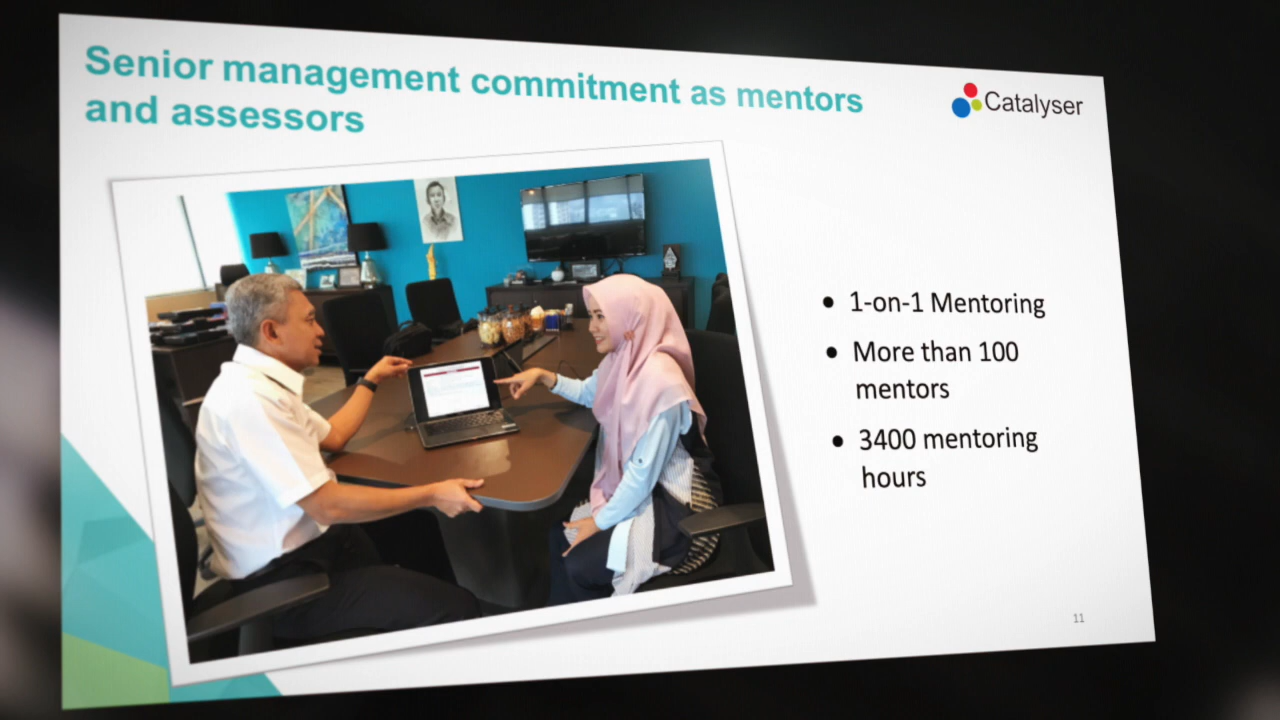 Senior management commitment as mentors
and assessors
Catalyser
• 1-on-1 Mentoring
• More than 100
mentors
• 3400 mentoring
hours
11